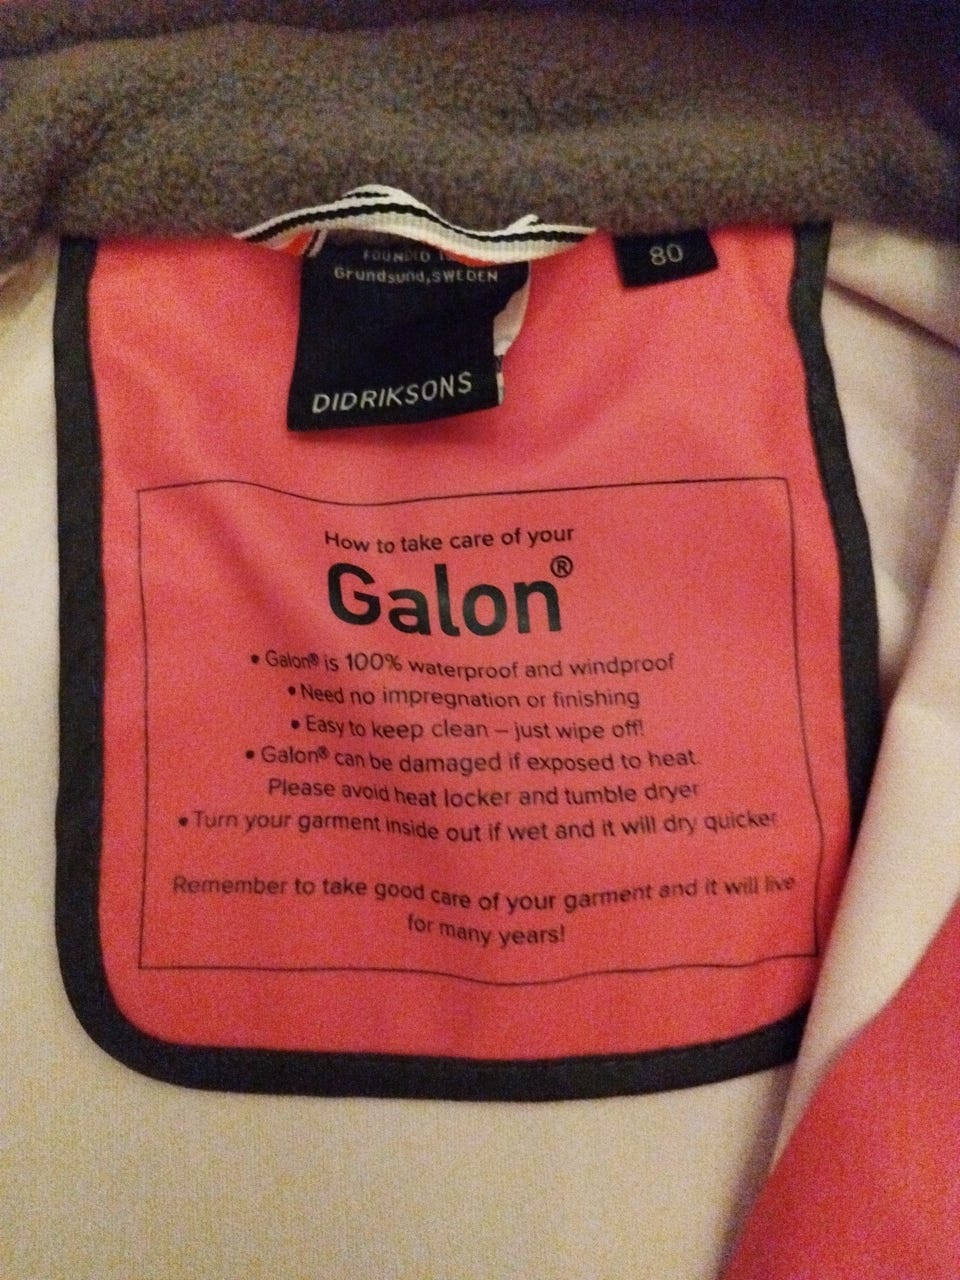 FOUNDED
Grundsund, SWEDEN
80
DIDRIKSONS
How to take care of your
Galon®
• Galon® is 100% waterproof and windproof
• Need no impregnation or finishing
• Easy to keep clean – just wipe off!
• Galon® can be damaged if exposed to heat.
Please avoid heat locker and tumble dryer
• Turn your garment inside out if wet and it will dry quicker
Remember to take good care of your garment and it will live
for many years!